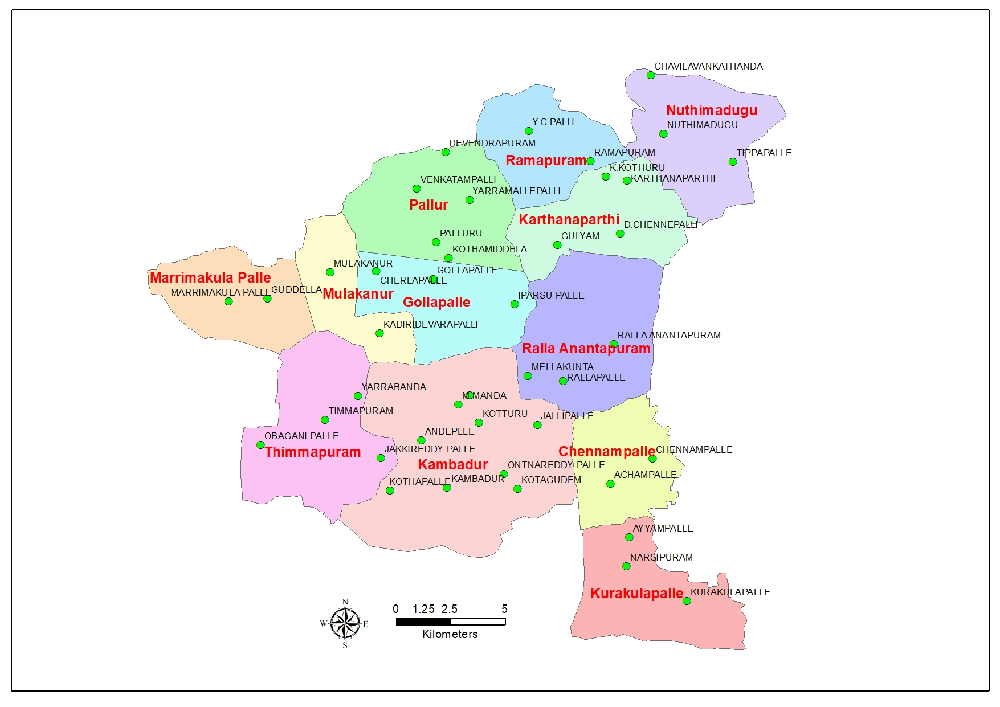 CHAVILAVANKATHANDA
Nuthimadugu
Y.C.PALLI
NUTHIMADUGU
DEVENDRAPURAM
RAMAPURAM
TIPPAPALLE
Ramapuram
K.KOTHURU
KARTHANAPARTHI
VENKATAMPALLI
YARRAMALLEPALLI
Pallur
Karthanaparthi
D.CHENNEPALLI
PALLURU
GULYAM
KOTHAMIDDELA
MULAKANUR
GOLLAPALLE
Marrimakula Palle
CHERLAPALLE
MARRIMAKULA PALLE
GUDDELLA
Mulakanur
IPARSU PALLE
Gollapalle
KADIRIDEVARAPALLI
RALLA ANANTAPURAM
Ralla Anantapuram
MELLAKUNTA
RALLAPALLE
YARRABANDA
M.MANDA
TIMMAPURAM
KOTTURU
JALLIPALLE
ANDEPLLE
OBAGANI PALLE
Thimmapuram
JAKKIREDDY PALLE
Chennampalle
CHENNAMPALLE
Kambadur
ONTNAREDDY PALLE
ACHAMPALLE
KOTHAPALLE
KAMBADUR
KOTAGUDEM
AYYAMPALLE
NARSIPURAM
Kurakulapalle
KURAKULAPALLE
N
W E
S
0 1.25 2.5 5
Kilometers